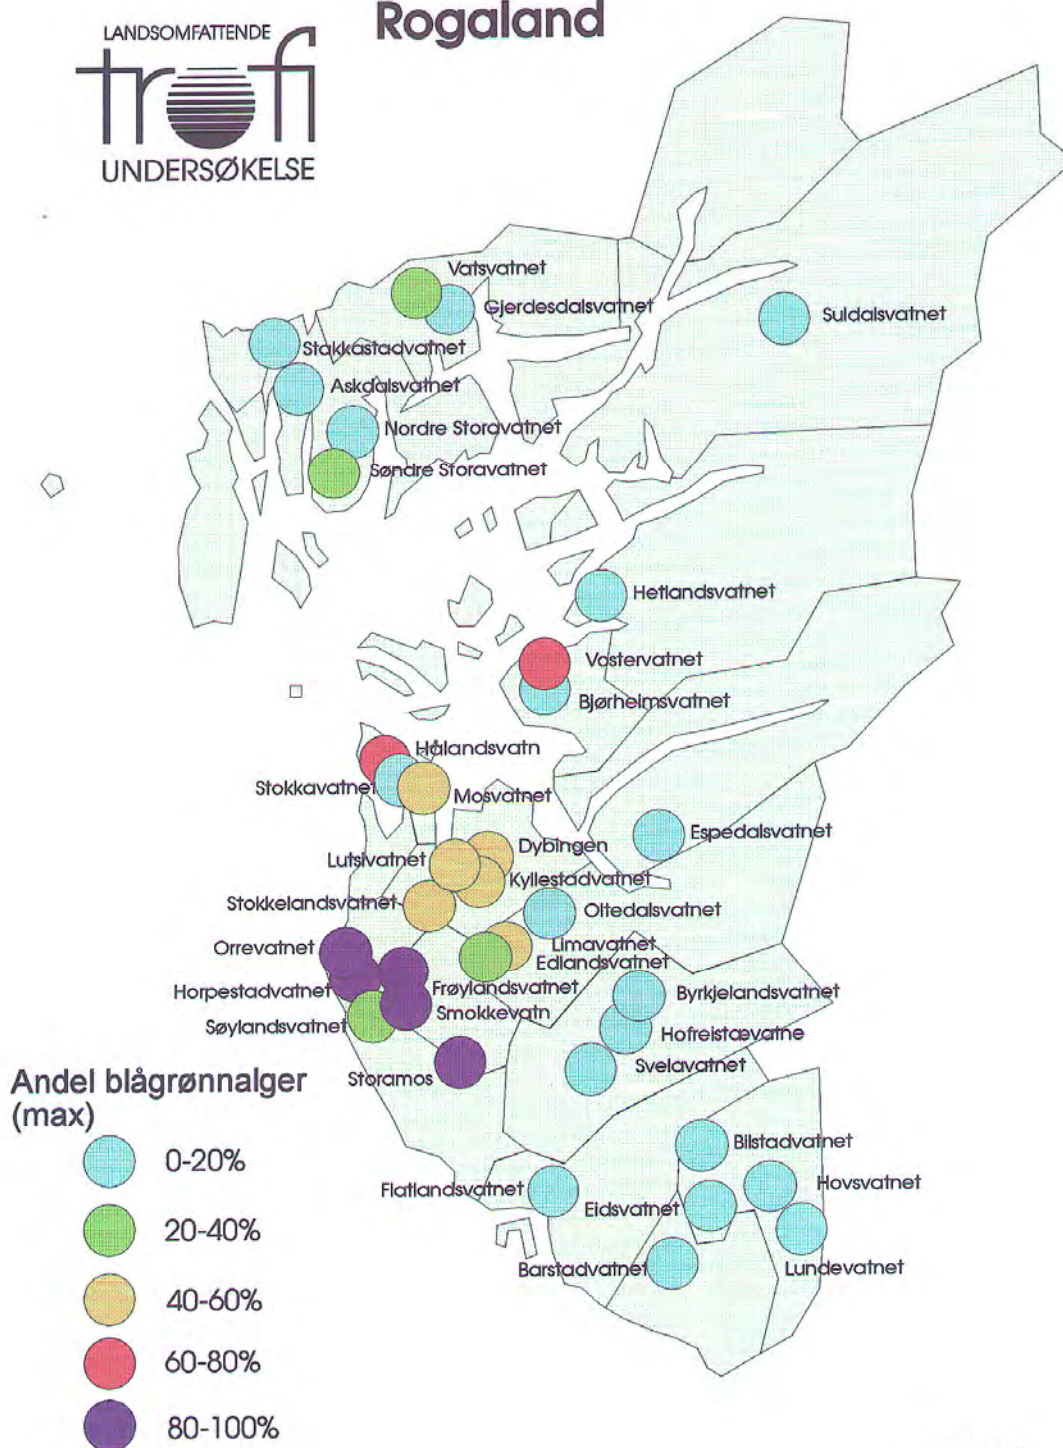 Rogaland
LANDSOMFATTENDE
trofi
UNDERSØKELSE
Vatsvatnet
Gjerdesdalsvatnet
Suldalsvatnet
Stakkastadvatnet
Askdalsvatnet
Nordre Storavatnet
Søndre Storavatnet
Hetlandsvatnet
Vostervatnet
Bjørheimsvatnet
Hålandsvatn
Stokkavatnet
Mosvatnet
Espedalsvatnet
Dybingen
Lutsivatnet
Kyllestadvatnet
Stokkelandsvatnet
Oltedalsvatnet
Orrevatnet
Limavatnet
Edlandsvatnet
Horpestadvatnet
Frøylandsvatnet
Byrkjelandsvatnet
Smokkevatn
Søylandsvatnet
Hofreistævatne
Svelavatnet
Storamos
Andel blågrønnalger
(max)
0-20%
20-40%
40-60%
60-80%
80-100%
Bilstadvatnet
Hovsvatnet
Flatlandsvatnet
Eidsvatnet
Barstadvatnet
Lundevatnet